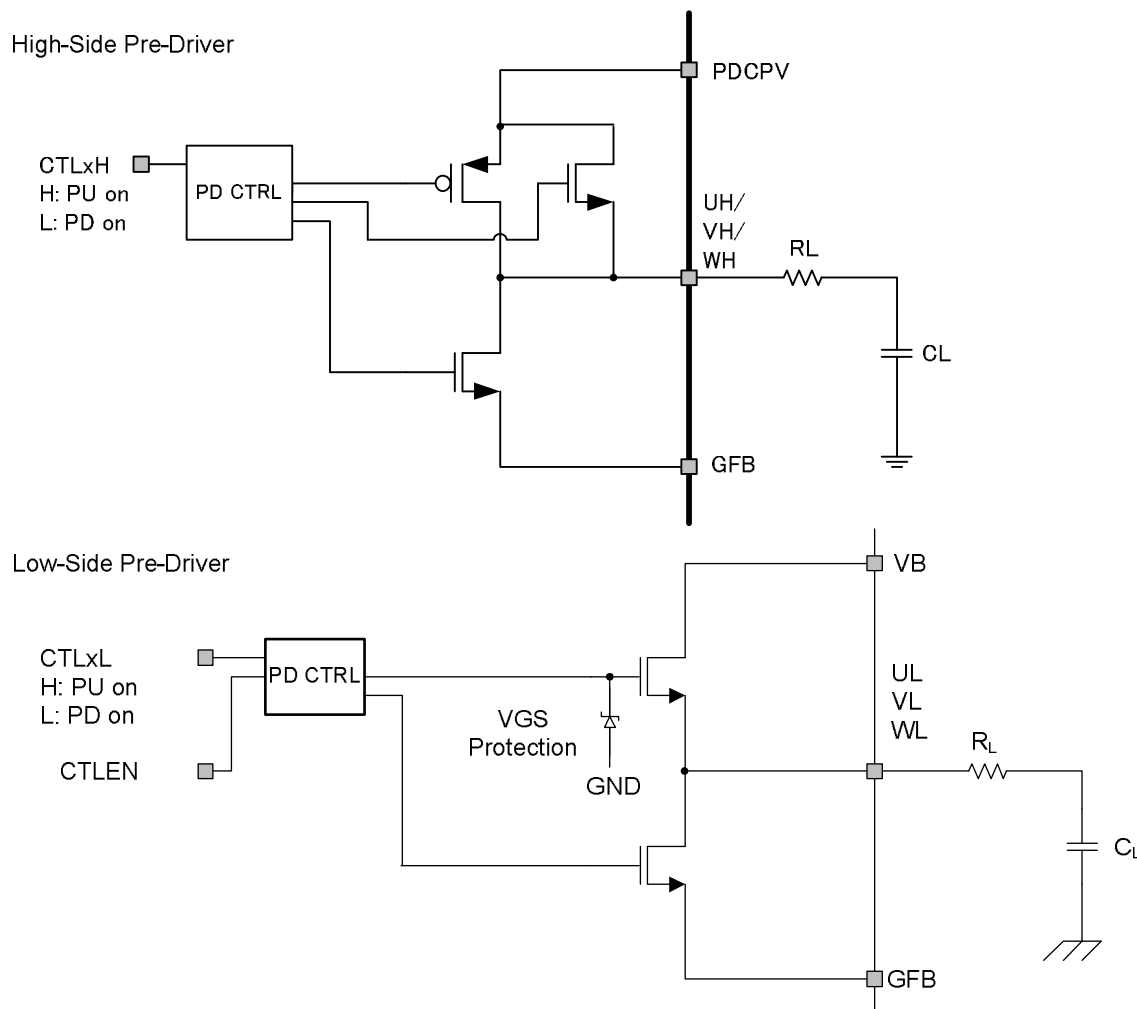 High-Side Pre-Driver
PDCPV
CTLxH
H: PU on
L: PD on
PD CTRL
UH/
VH/
WH
RL
CL
GFB
Low-Side Pre-Driver
VB
CTLxL
H: PU on
L: PD on
PD CTRL
CTLEN
VGS
Protection
GND
UL
VL
WL
RL
CL
GFB